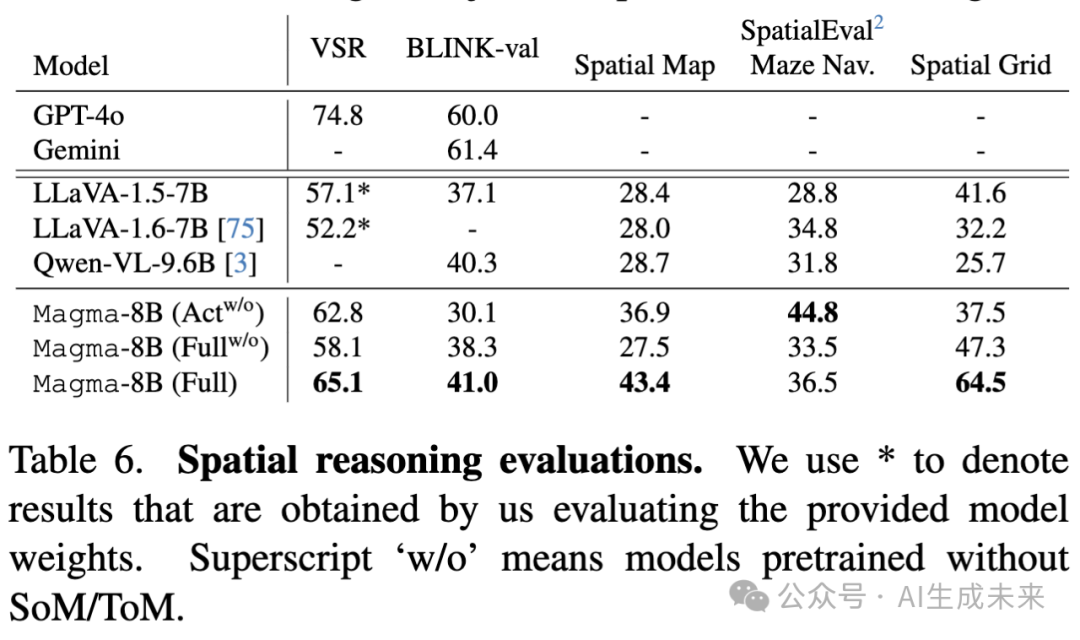 SpatialEval2
Model VSR BLINK-val Spatial Map Maze Nav. Spatial Grid
GPT-4o 74.8 60.0 - - -
Gemini - 61.4 - - -
LLaVA-1.5-7B 57.1* 37.1 28.4 28.8 41.6
LLaVA-1.6-7B [75] 52.2* - 28.0 34.8 32.2
Qwen-VL-9.6B [3] - 40.3 28.7 31.8 25.7
Magma-8B (Actw/o) 62.8 30.1 36.9 44.8 37.5
Magma-8B (Fullw/o) 58.1 38.3 27.5 33.5 47.3
Magma-8B (Full) 65.1 41.0 43.4 36.5 64.5
Table 6. Spatial reasoning evaluations. We use * to denote
results that are obtained by us evaluating the provided model
weights. Superscript ‘w/o’ means models pretrained without
SoM/ToM.
公众号 · AI生成未来